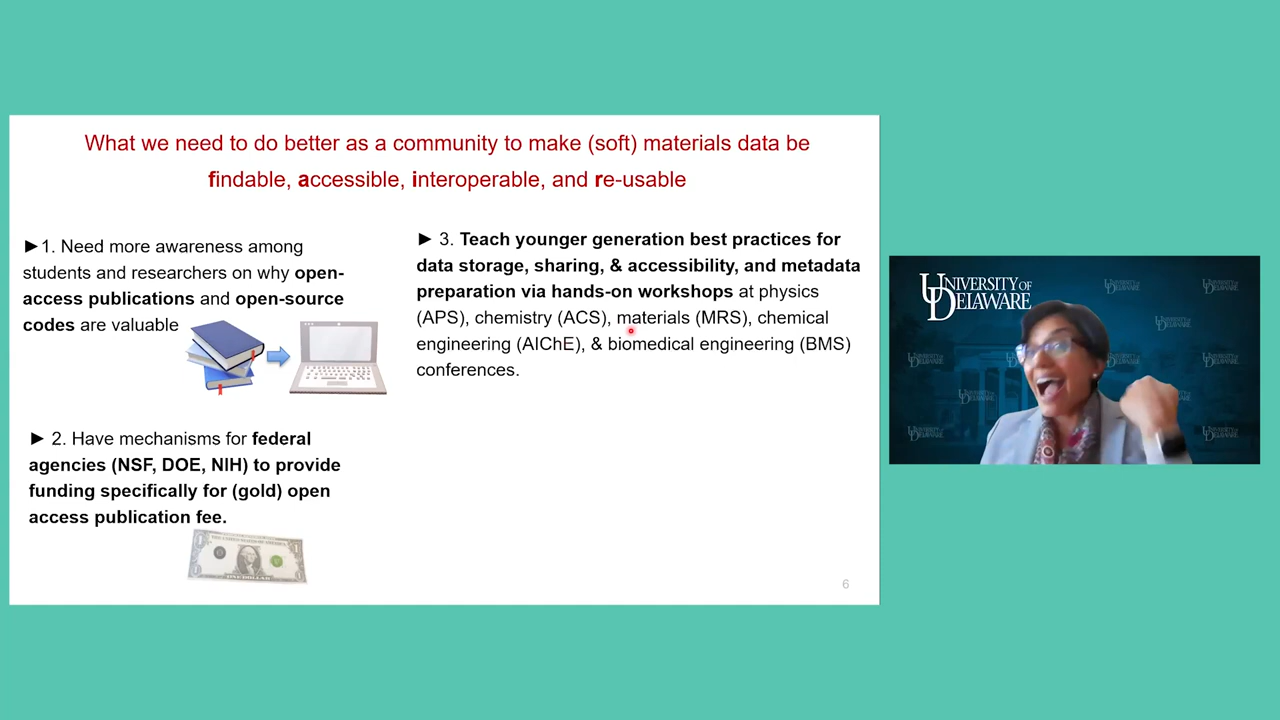 What we need to do better as a community to make (soft) materials data be
findable, accessible, interoperable, and re-usable
►1. Need more awareness among
students and researchers on why open-
access publications and open-source
codes are valuable
► 2. Have mechanisms for federal
agencies (NSF, DOE, NIH) to provide
funding specifically for (gold) open
access publication fee.
ONE DOLLAR
► 3. Teach younger generation best practices for
data storage, sharing, & accessibility, and metadata
preparation via hands-on workshops at physics
(APS), chemistry (ACS), materials (MRS), chemical
engineering (AIChE), & biomedical engineering (BMS)
conferences.
6
UNIVERSITY OF
DELAWARE